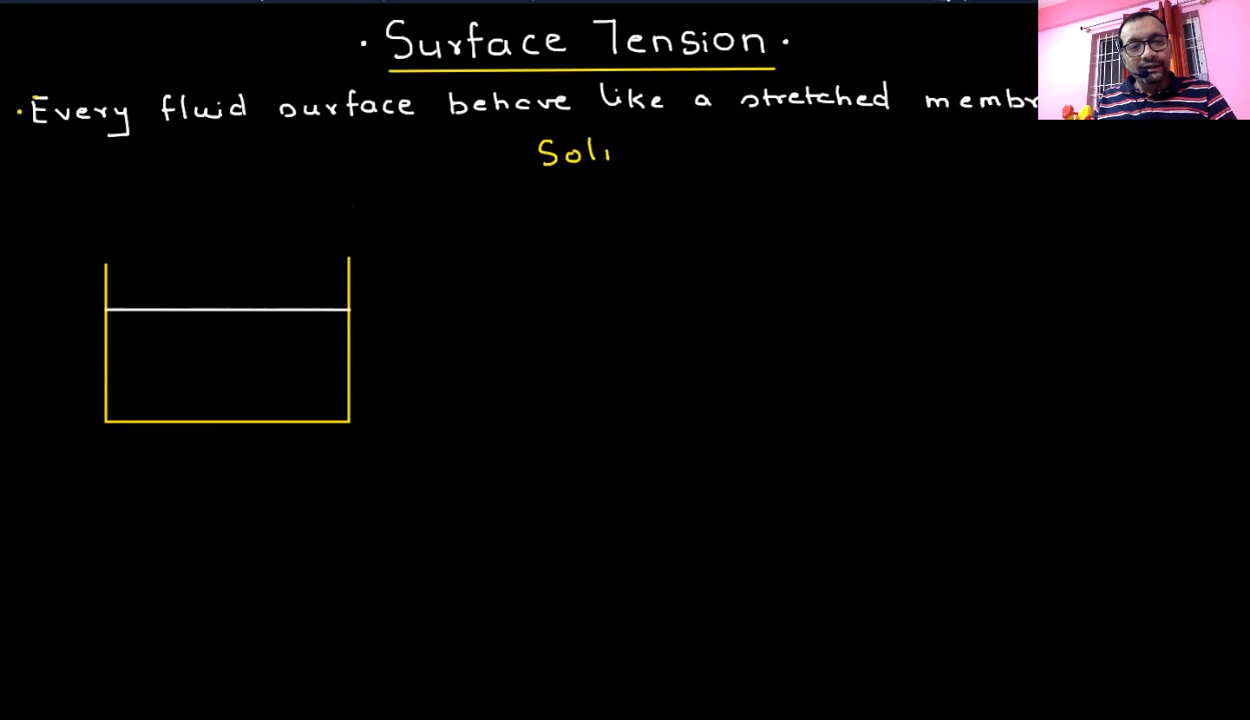 · Surface Tension ·
· Every fluid surface behave like a stretched
Sol